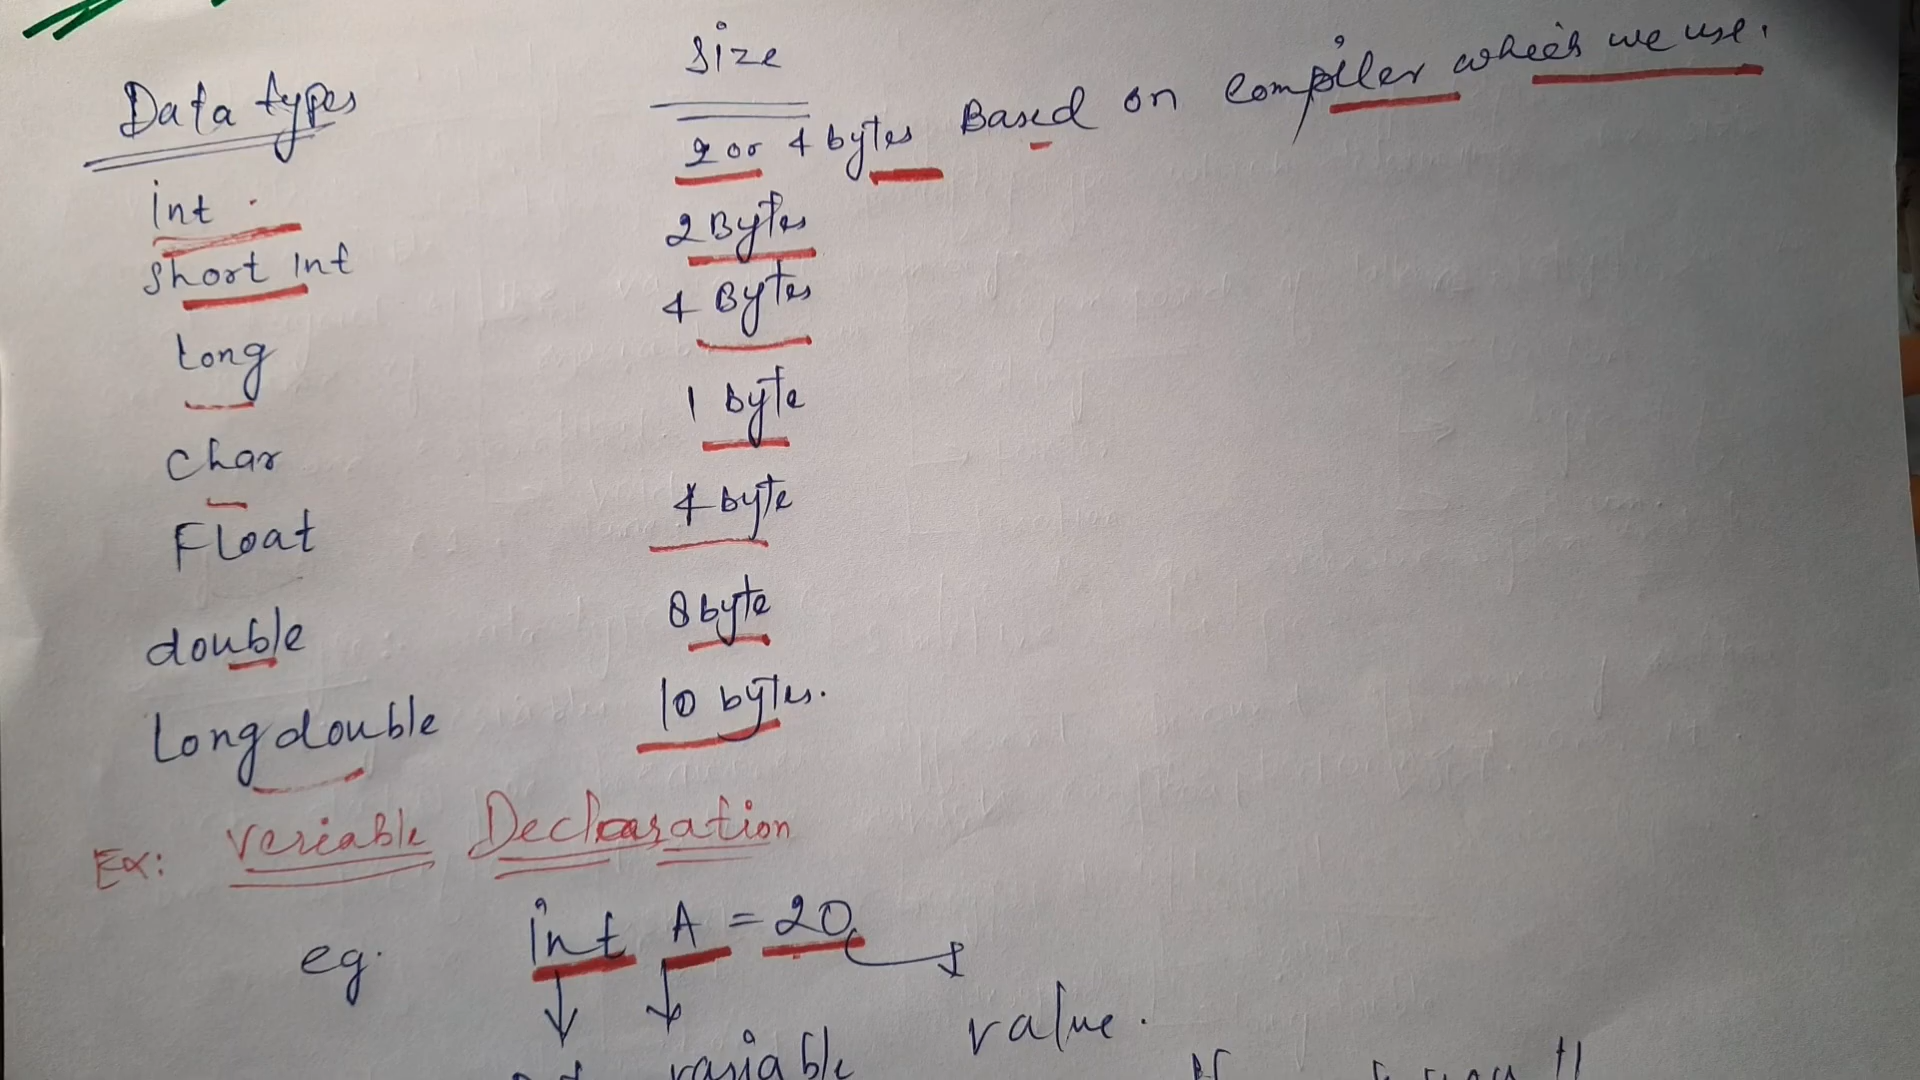 Data types Size
int 2 or 4 bytes Based on compiler which we use.
short int 2 Bytes
long 4 Bytes
char 1 byte
Float 4 byte
double 8 byte
Long double 10 bytes.
Ex: Variable Declaration
eg. int A = 20
variable value.